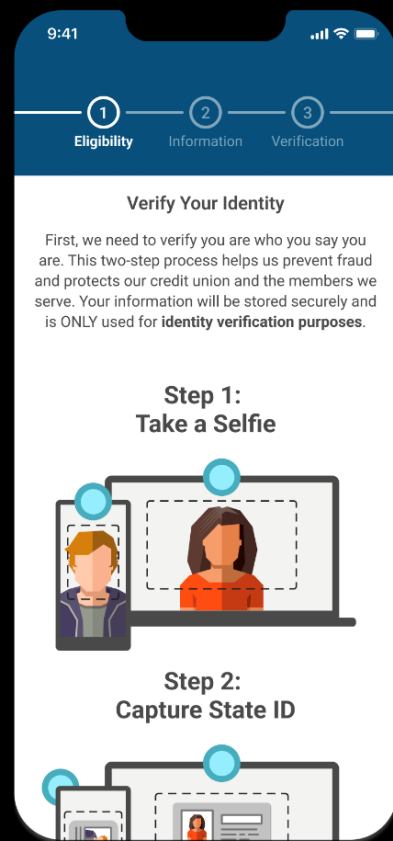 9:41
1
2
3
Eligibility
Information
Verification
Verify Your Identity
First, we need to verify you are who you say you
are. This two-step process helps us prevent fraud
and protects our credit union and the members we
serve. Your information will be stored securely and
is ONLY used for identity verification purposes.
Step 1:
Take a Selfie
Step 2:
Capture State ID